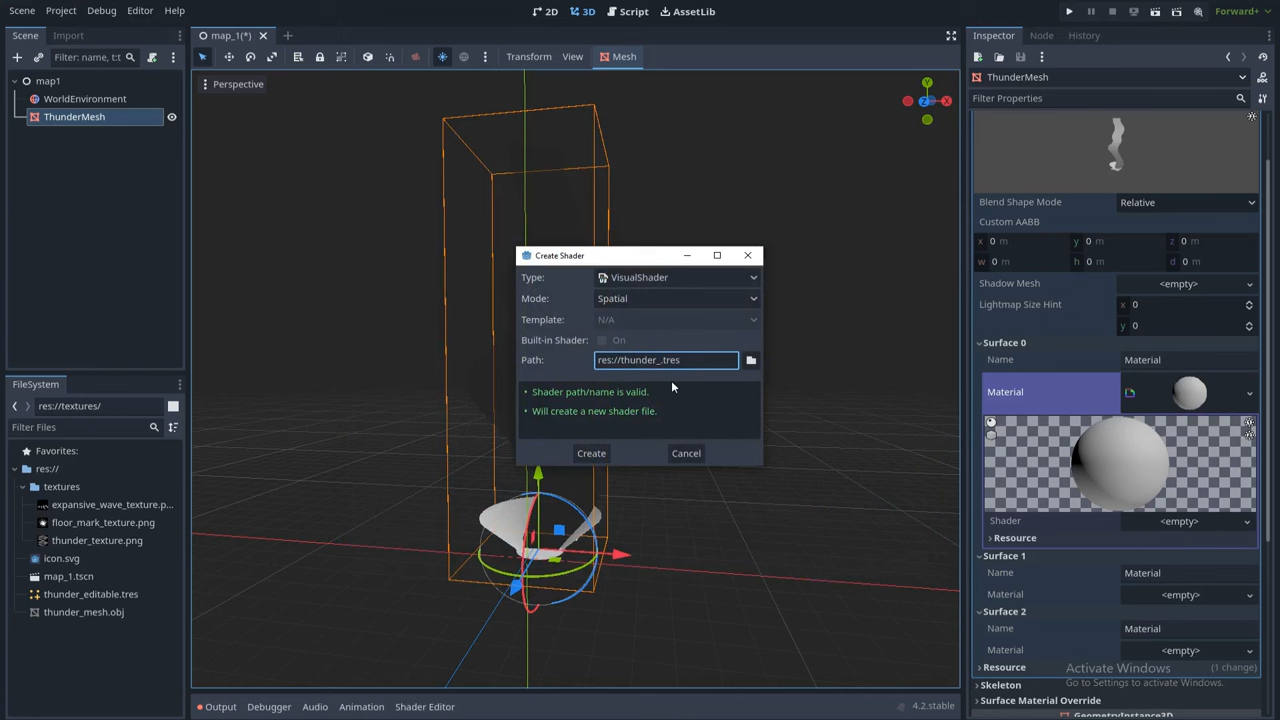 Scene Project Debug Editor Help
2D 3D Script AssetLib
Forward+
Scene Import
map_1(*)
Inspector Node History
Filter: name, t:t
Transform View Mesh
map1
WorldEnvironment
ThunderMesh
Perspective
Y
Z X
ThunderMesh
Filter Properties
Blend Shape Mode Relative
Custom AABB
x 0 m y 0 m z 0 m
w 0 m h 0 m d 0 m
Shadow Mesh <empty>
Lightmap Size Hint x 0
y 0
Surface 0
Name Material
Material
Shader <empty>
Resource
Surface 1
Name Material
Material <empty>
Surface 2
Name Material
Material <empty>
Resource (1 change)
Skeleton
Surface Material Override
GeometryInstance3D
Activate Windows
Go to Settings to activate Windows.
Create Shader
Type: VisualShader
Mode: Spatial
Template: N/A
Built-in Shader: On
Path: res://thunder_.tres
• Shader path/name is valid.
• Will create a new shader file.
Create Cancel
FileSystem
res://textures/
Filter Files
Favorites:
res://
textures
expansive_wave_texture.p...
floor_mark_texture.png
thunder_texture.png
icon.svg
map_1.tscn
thunder_editable.tres
thunder_mesh.obj
Output Debugger Audio Animation Shader Editor
4.2.stable